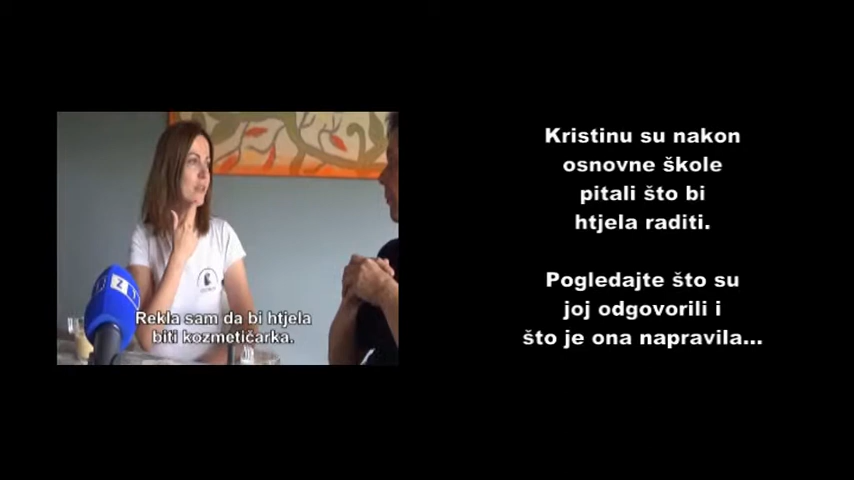 Kristinu su nakon
osnovne škole
pitali što bi
htjela raditi.
Pogledajte što su
joj odgovorili i
što je ona napravila...
Rekla sam da bi htjela
biti kozmetičarka.
Z